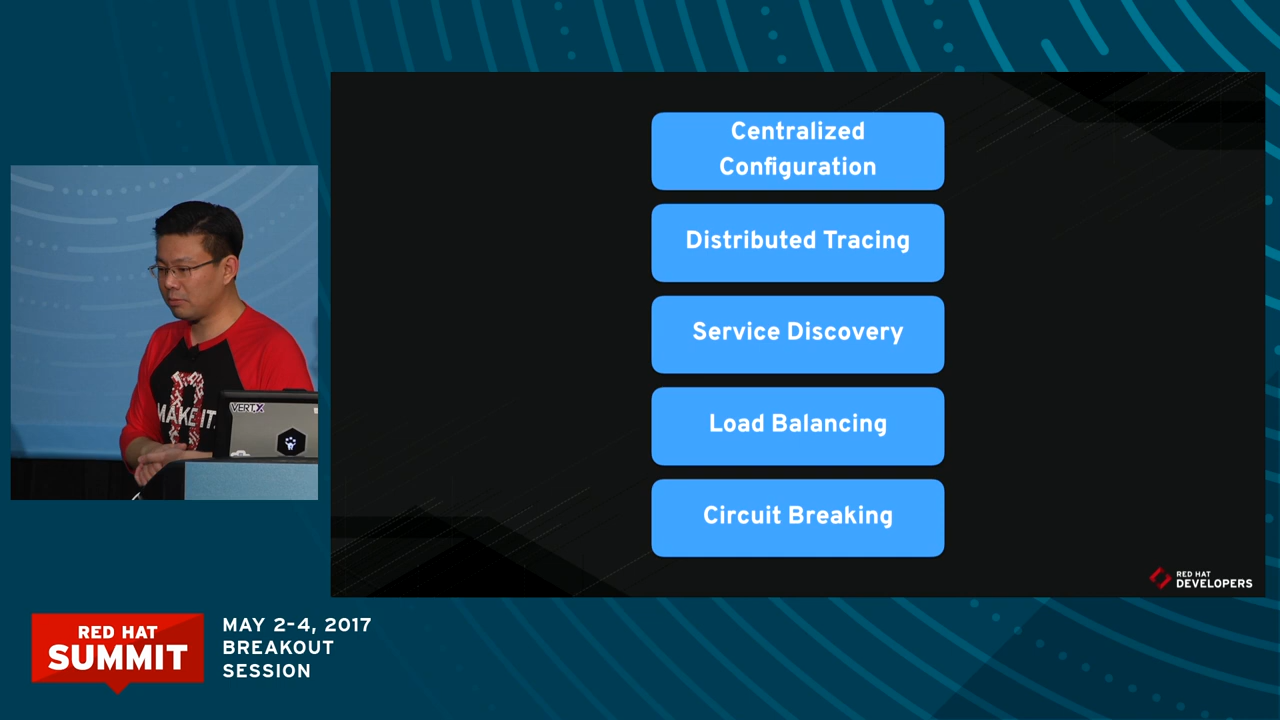 Centralized
Configuration
Distributed Tracing
Service Discovery
Load Balancing
Circuit Breaking
RED HAT
DEVELOPERS
MAKE IT.
VERT.X
RED HAT
SUMMIT
MAY 2-4, 2017
BREAKOUT
SESSION